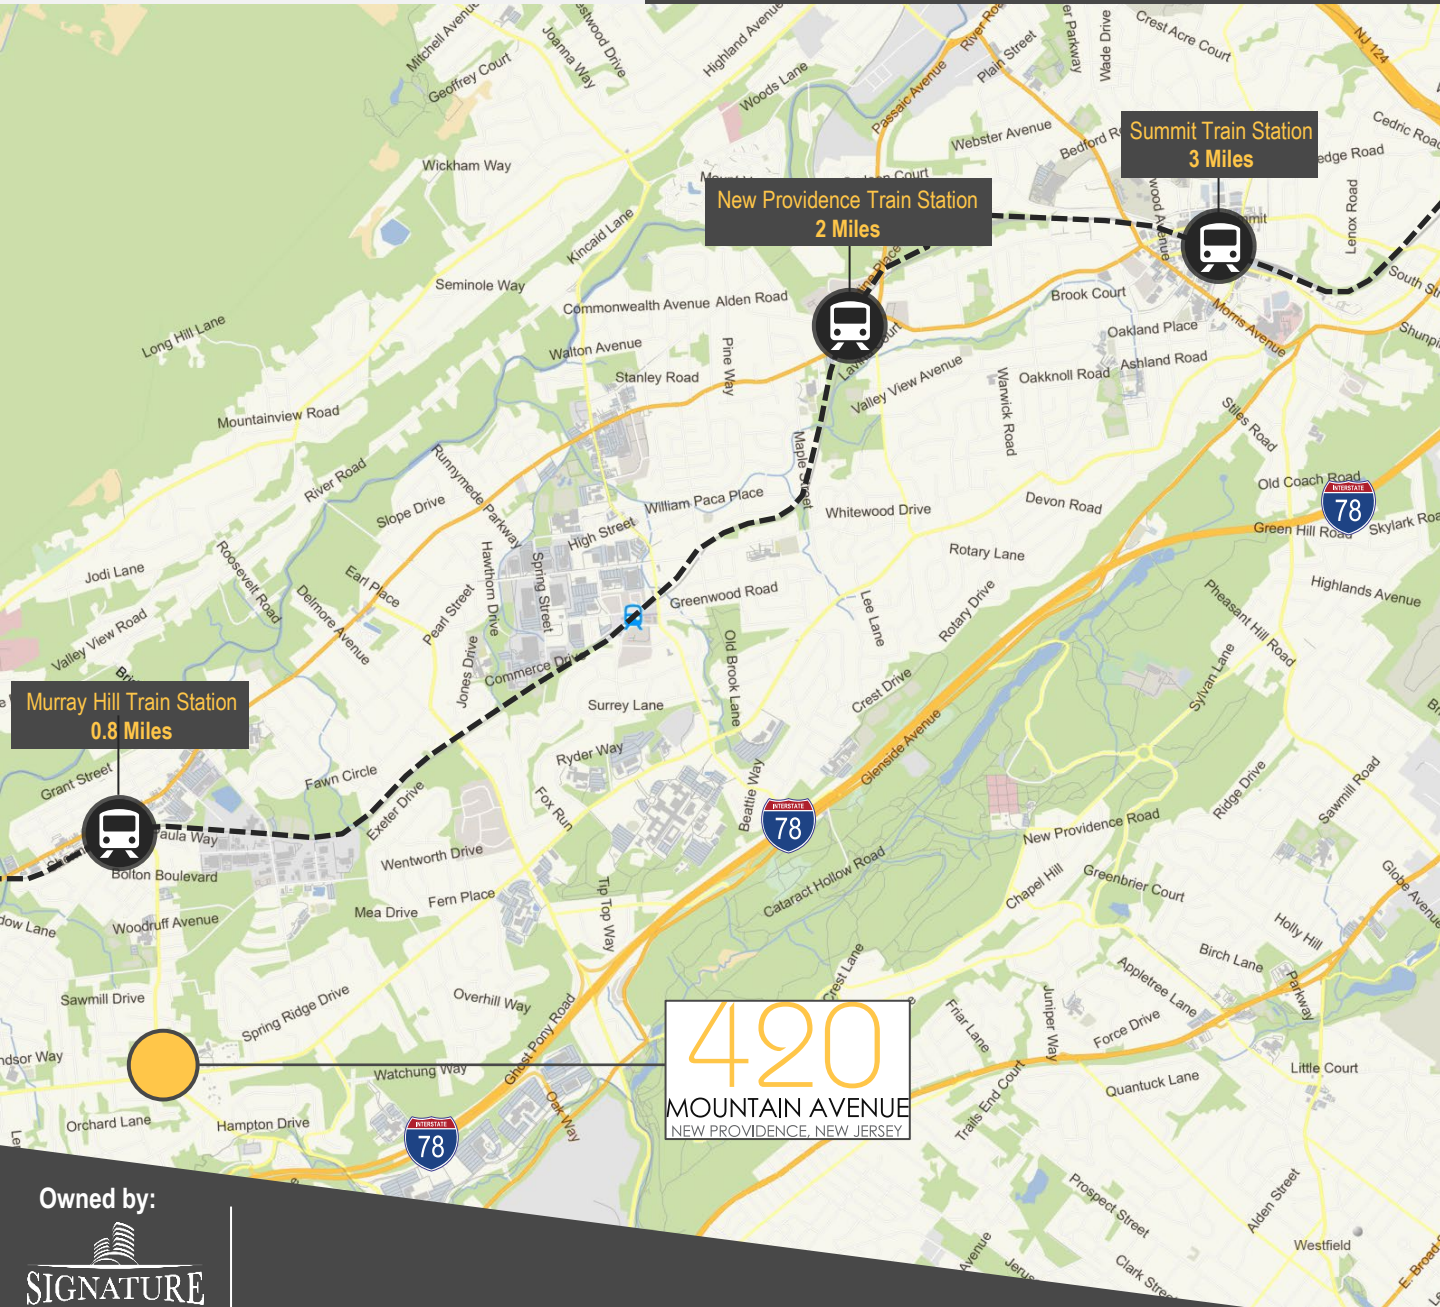 Mitchell Avenue
Joanna Way
Highland Avenue
River Road
Plain Street
Wade Drive
Crest Acre Court
NJ 124
Geoffrey Court
Woods Lane
Passaic Avenue
Webster Avenue
Cedric Road
Summit Train Station
3 Miles
Wickham Way
New Providence Train Station
2 Miles
Lenox Road
Kincaid Lane
Seminole Way
Commonwealth Avenue
Alden Road
Brook Court
Morris Avenue
Oakland Place
Long Hill Lane
Walton Avenue
Pine Way
Stanley Road
Valley View Avenue
Warwick Road
Oakknoll Road
Ashland Road
Stiles Road
Mountainview Road
River Road
Runnymede Parkway
Slope Drive
High Street
William Paca Place
Whitewood Drive
Devon Road
Old Coach Road
INTERSTATE
78
Green Hill Road
Rotary Lane
Jodi Lane
Roosevelt Road
Earl Place
Hawthorn Drive
Spring Street
Greenwood Road
Lee Lane
Rotary Drive
Highlands Avenue
Pheasant Hill Road
Valley View Road
Delmore Avenue
Pearl Street
Jones Drive
Commerce Drive
Old Brook Lane
Surrey Lane
Crest Drive
Sylvan Lane
Murray Hill Train Station
0.8 Miles
Ryder Way
Glenside Avenue
Grant Street
Fawn Circle
Exeter Drive
Fox Run
Beattie Way
INTERSTATE
78
Ridge Drive
Sawmill Road
New Providence Road
Bolton Boulevard
Wentworth Drive
Cataract Hollow Road
Chapel Hill
Greenbrier Court
Globe Avenue
Woodruff Avenue
Mea Drive
Fern Place
Tip Top Way
Holly Hill
Birch Lane
Appletree Lane
Parkway
Sawmill Drive
Spring Ridge Drive
Overhill Way
Ghost Pony Road
Friar Lane
Juniper Way
Force Drive
420
MOUNTAIN AVENUE
NEW PROVIDENCE, NEW JERSEY
Watchung Way
Oak Way
Trails End Court
Quantuck Lane
Little Court
Orchard Lane
Hampton Drive
INTERSTATE
78
Prospect Street
Alden Street
Westfield
Owned by:
SIGNATURE